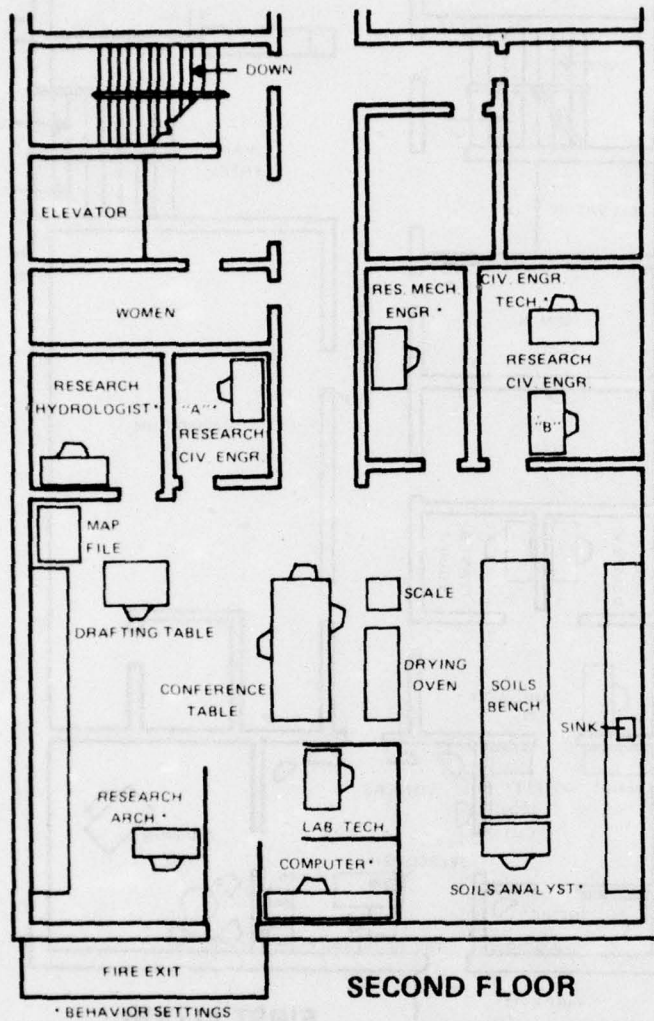 DOWN
ELEVATOR
WOMEN
RES. MECH.
ENGR.*
CIV. ENGR.
TECH.*
RESEARCH
CIV. ENGR.
"B"
RESEARCH
HYDROLOGIST*
"A"*
RESEARCH
CIV. ENGR.
MAP
FILE
DRAFTING TABLE
CONFERENCE
TABLE
SCALE
DRYING
OVEN
SOILS
BENCH
SINK
RESEARCH
ARCH.*
LAB. TECH.
COMPUTER*
SOILS ANALYST*
FIRE EXIT
SECOND FLOOR
* BEHAVIOR SETTINGS